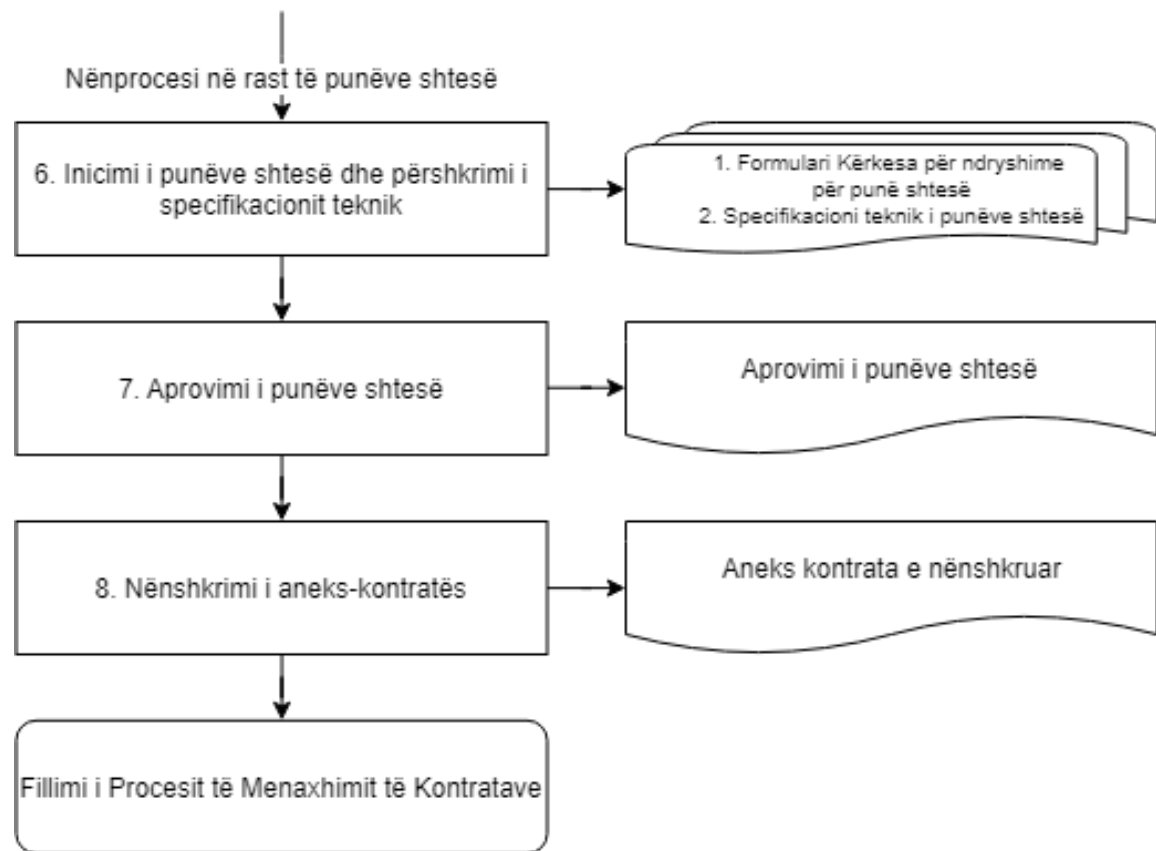 Nënprocesi në rast të punëve shtesë
6. Inicimi i punëve shtesë dhe përshkrimi i
specifikacionit teknik
1. Formulari Kërkesa për ndryshime
për punë shtesë
2. Specifikacioni teknik i punëve shtesë
7. Aprovimi i punëve shtesë
Aprovimi i punëve shtesë
8. Nënshkrimi i aneks-kontratës
Aneks kontrata e nënshkruar
Fillimi i Procesit të Menaxhimit të Kontratave